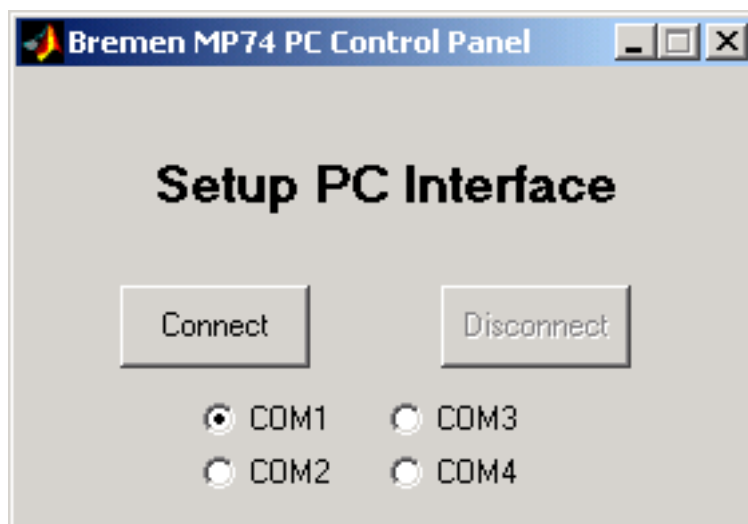 Bremen MP74 PC Control Panel
Setup PC Interface
Connect Disconnect
COM1 COM3
COM2 COM4